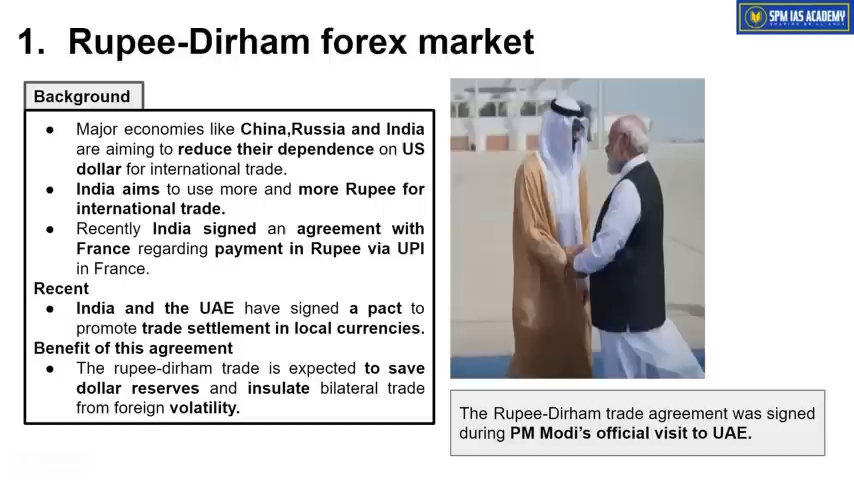 SPM IAS ACADEMY
SHAPING BRILLIANCE
1. Rupee-Dirham forex market
Background
● Major economies like China,Russia and India
are aiming to reduce their dependence on US
dollar for international trade.
● India aims to use more and more Rupee for
international trade.
● Recently India signed an agreement with
France regarding payment in Rupee via UPI
in France.
Recent
● India and the UAE have signed a pact to
promote trade settlement in local currencies.
Benefit of this agreement
● The rupee-dirham trade is expected to save
dollar reserves and insulate bilateral trade
from foreign volatility.
The Rupee-Dirham trade agreement was signed
during PM Modi's official visit to UAE.